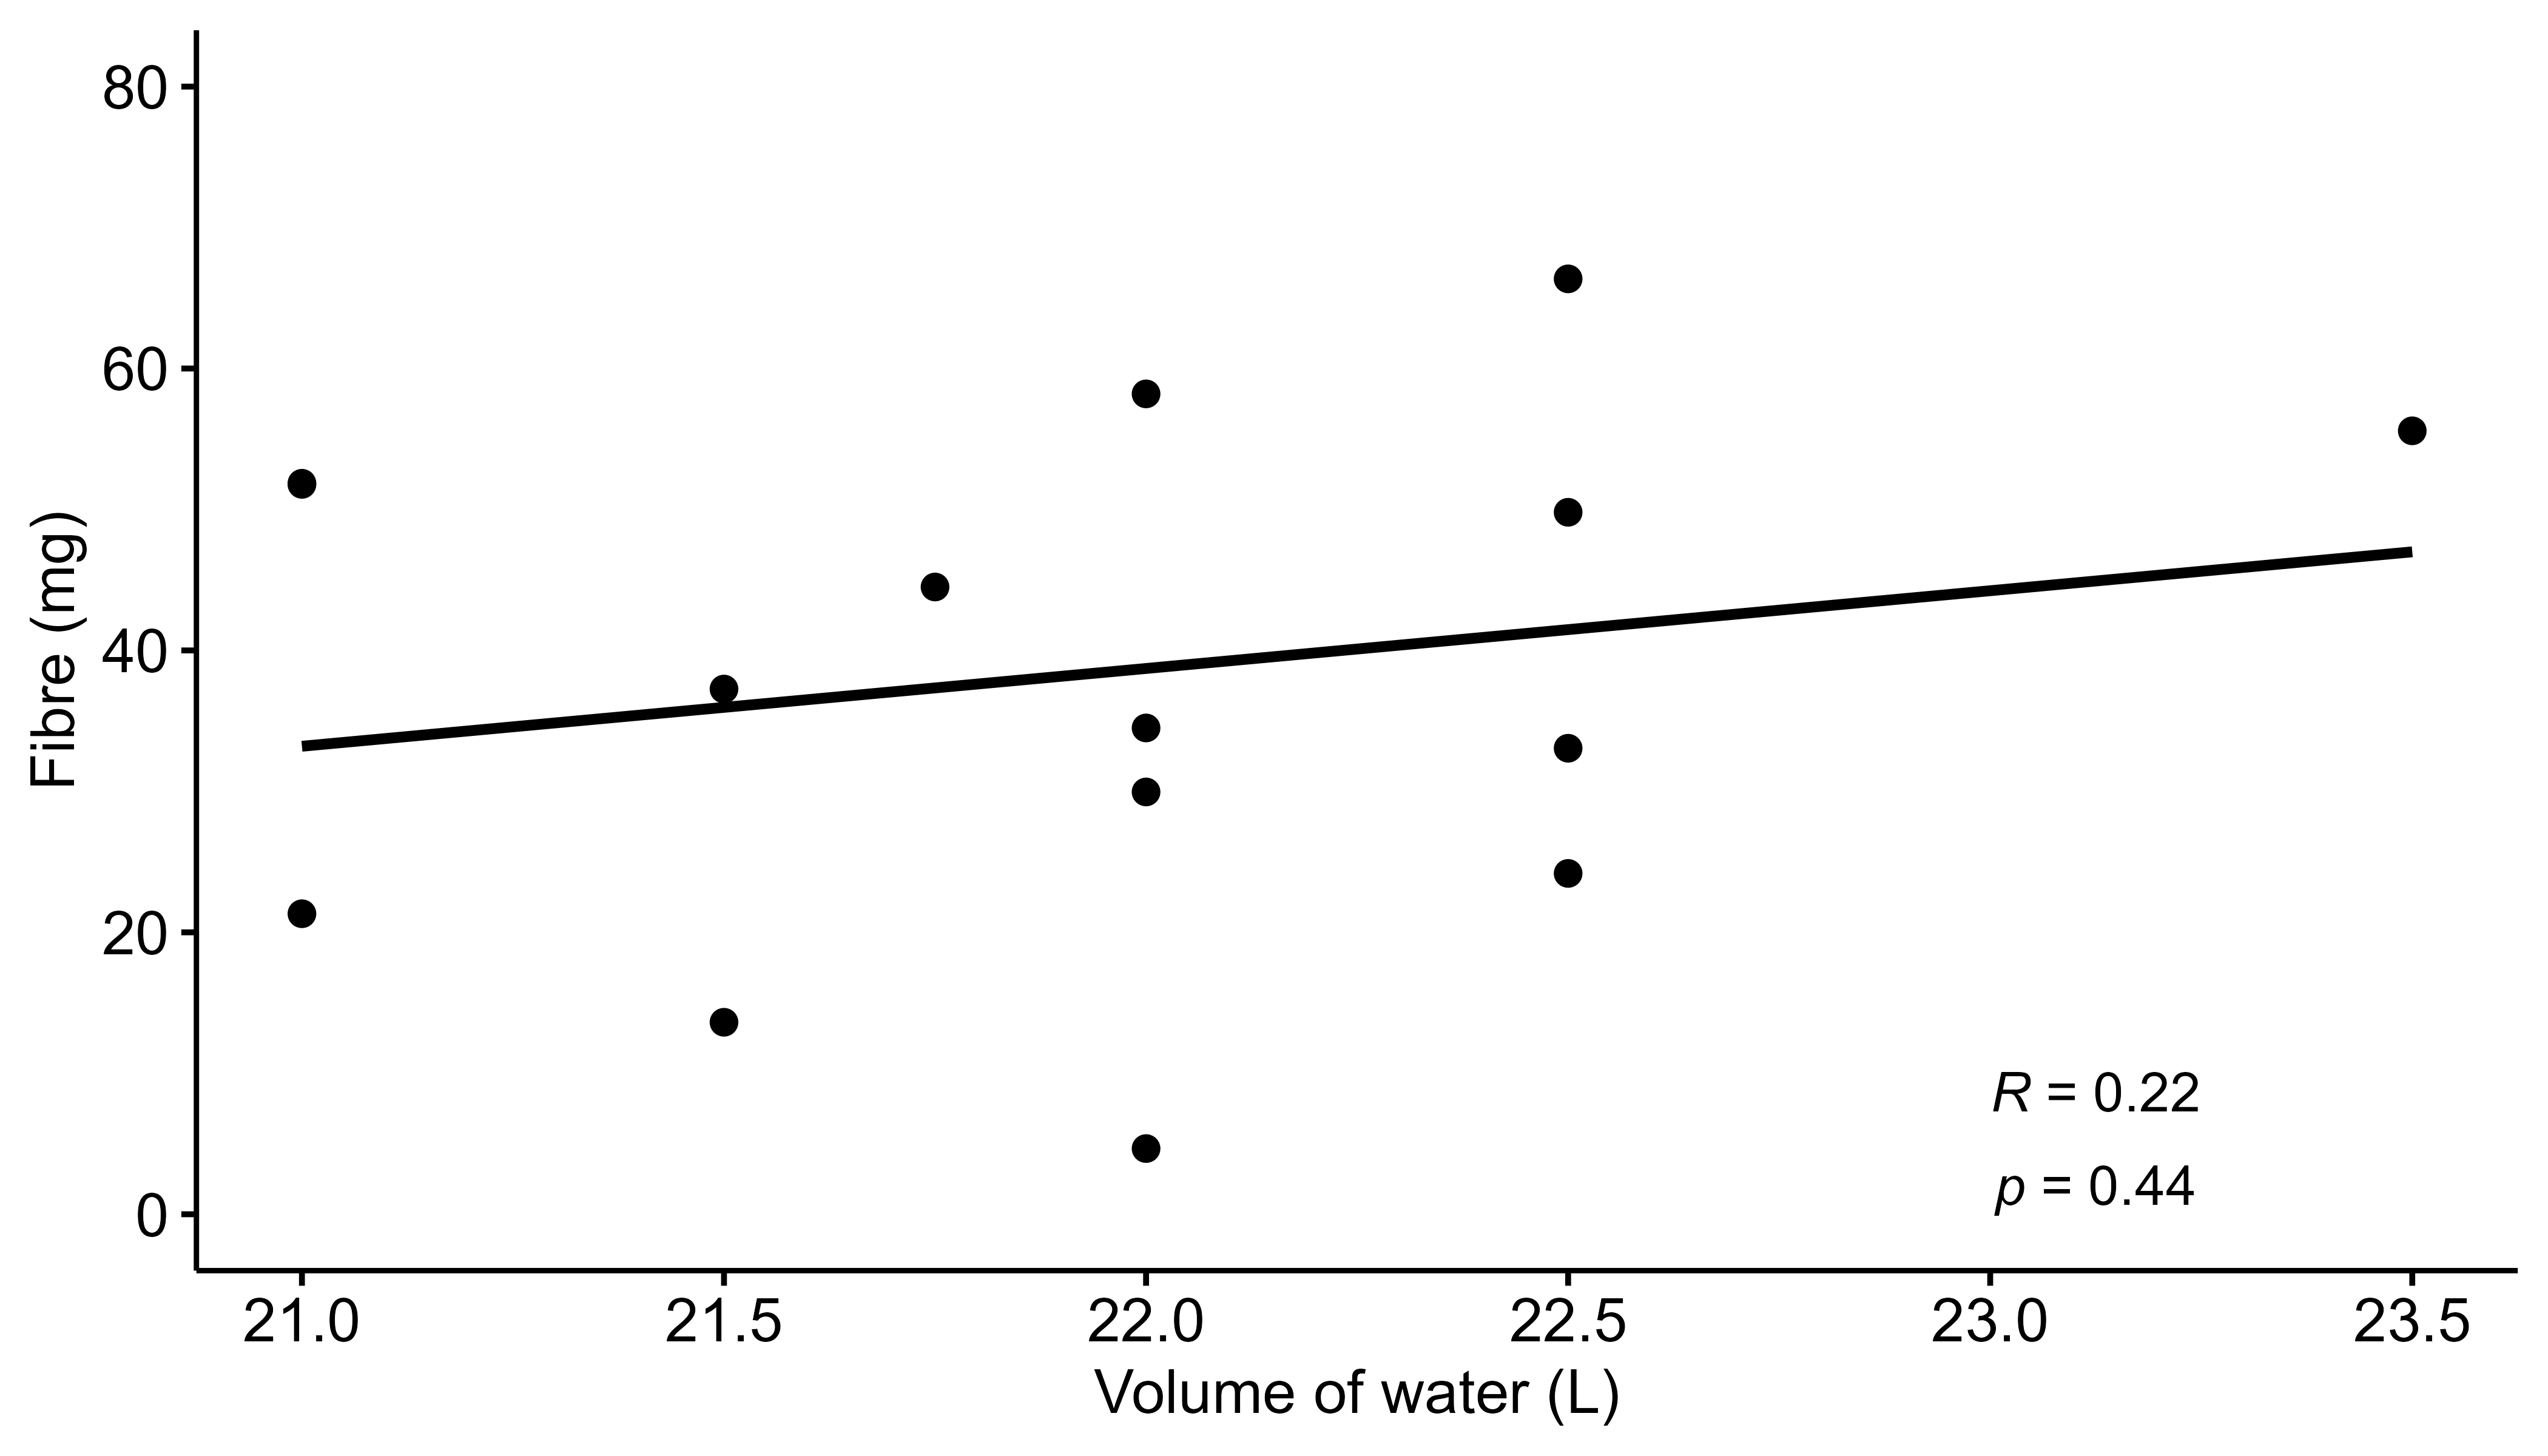 80
60
40
20
0
Fibre (mg)
R = 0.22
p = 0.44
21.0 21.5 22.0 22.5 23.0 23.5
Volume of water (L)